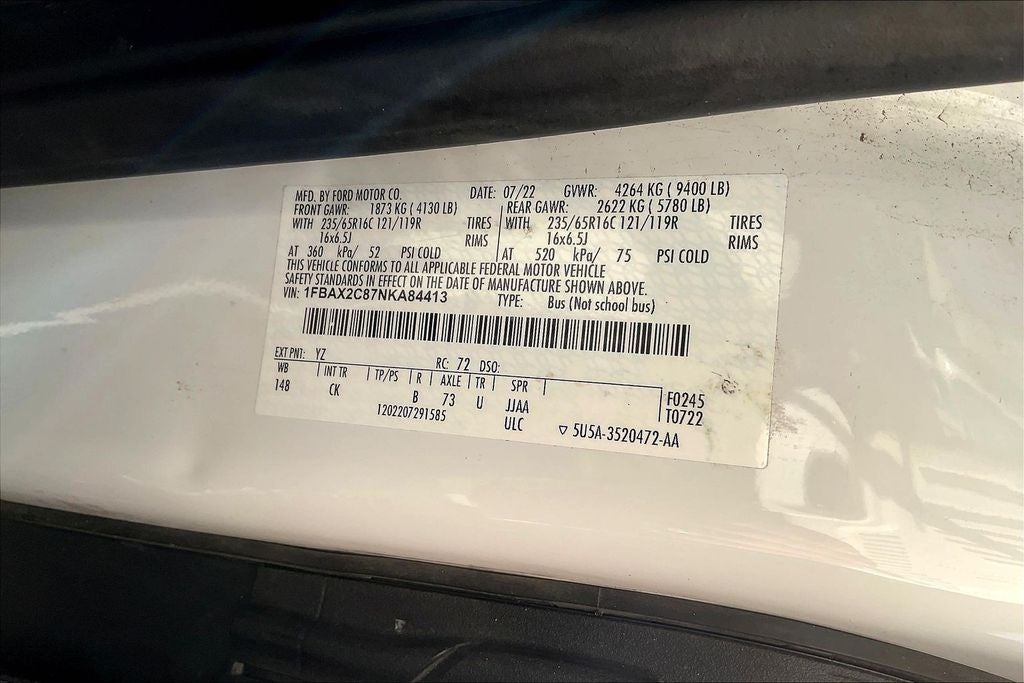 MFD. BY FORD MOTOR CO. DATE: 07/22 GVWR: 4264 KG ( 9400 LB)
FRONT GAWR: 1873 KG ( 4130 LB) REAR GAWR: 2622 KG ( 5780 LB)
WITH 235/65R16C 121/119R TIRES WITH 235/65R16C 121/119R TIRES
16x6.5J RIMS 16x6.5J RIMS
AT 360 kPa/ 52 PSI COLD AT 520 kPa/ 75 PSI COLD
THIS VEHICLE CONFORMS TO ALL APPLICABLE FEDERAL MOTOR VEHICLE
SAFETY STANDARDS IN EFFECT ON THE DATE OF MANUFACTURE SHOWN ABOVE.
VIN: 1FBAX2C87NKA84413 TYPE: Bus (Not school bus)
EXT PNT: YZ RC: 72 DSO:
WB INT TR TP/PS R AXLE TR SPR
148 CK B 73 U JJAA F0245
1202207291585 ULC T0722
▽ 5U5A-3520472-AA